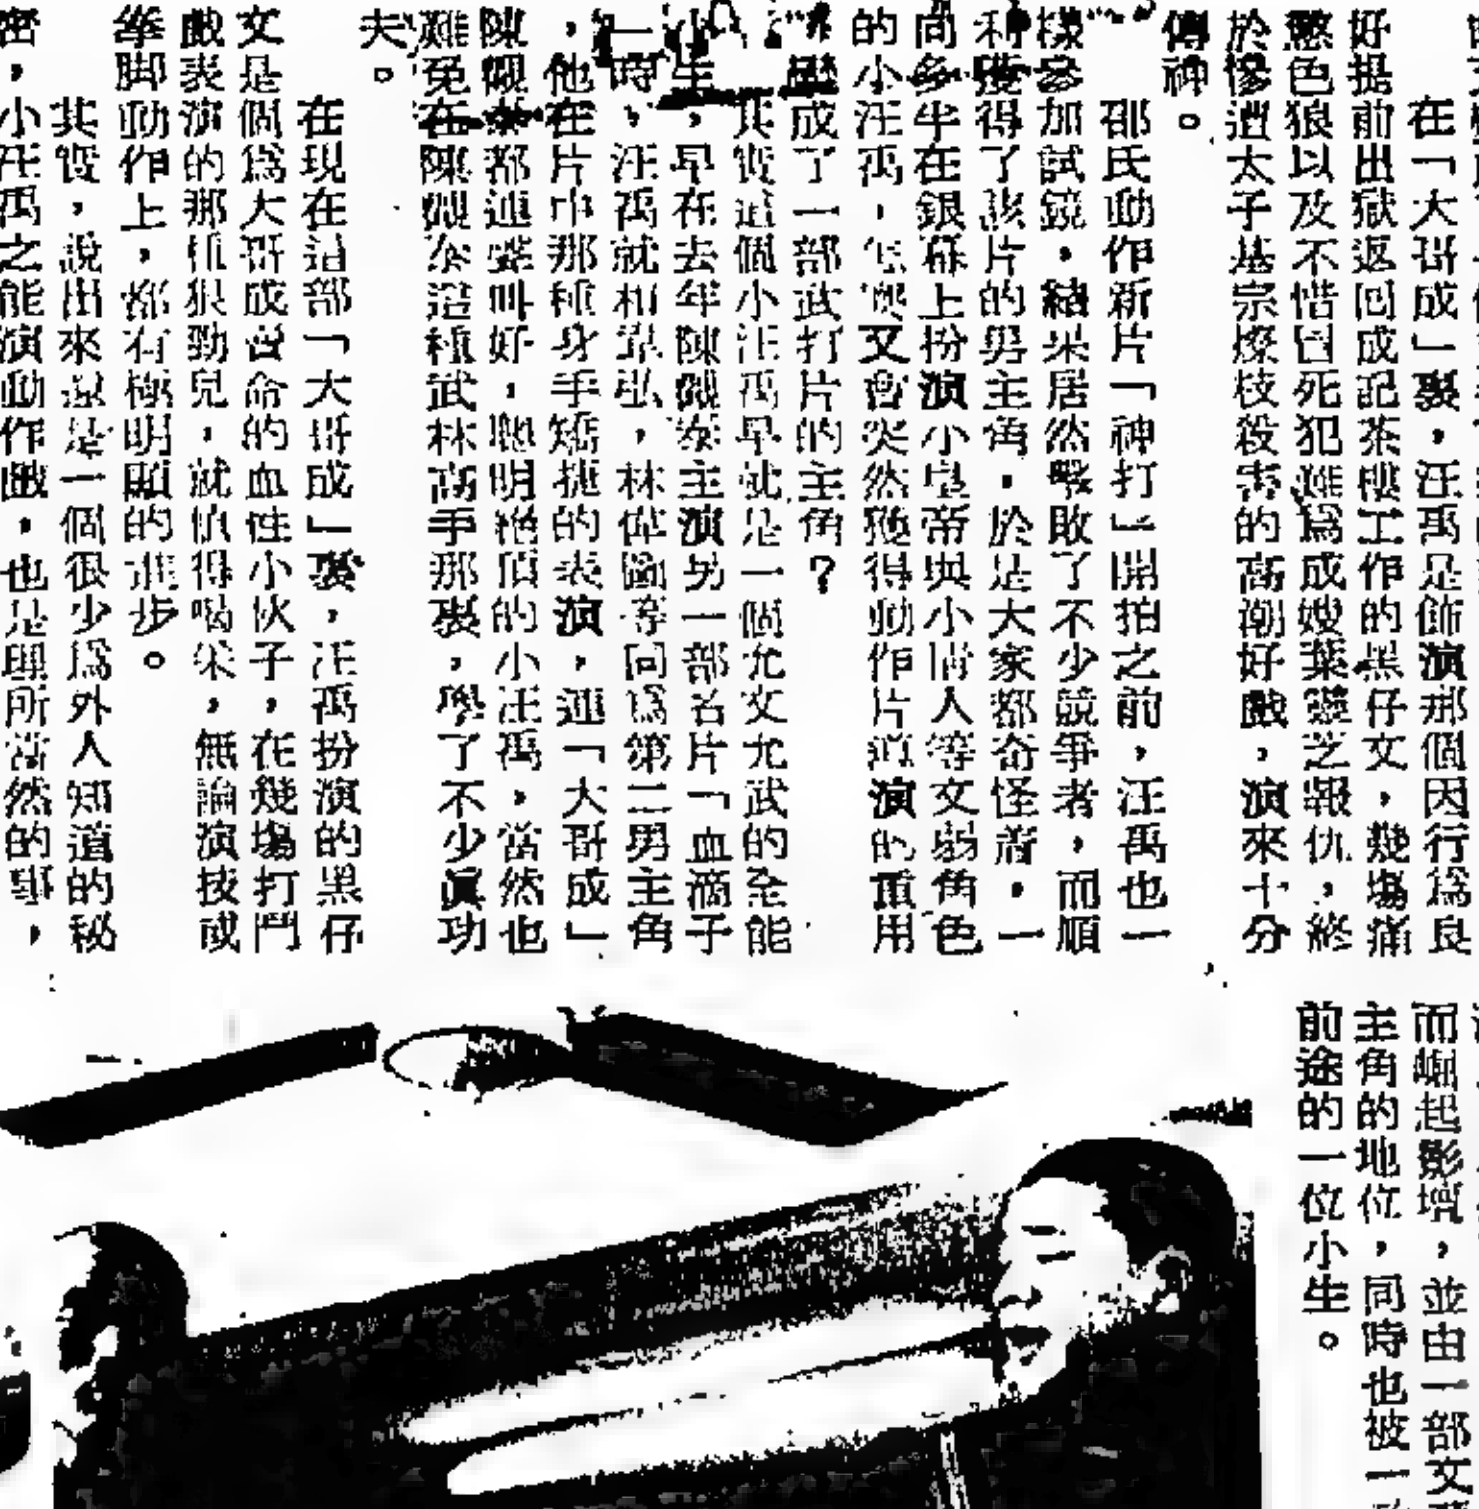 在「大哥成」裏，汪禹是飾演那個因行爲良
好提前出獄返回成記茶樓工作的黑仔文，幾塲痛
懲色狼以及不惜冒死犯難爲成嫂葉靈芝報仇，終
於慘遭太子基宗燦枝殺害的高潮好戲，演來十分
傳神。
邵氏動作新片「神打」開拍之前，汪禹也一
樣參加試鏡，結果居然擊敗了不少競爭者，而順
利獲得了該片的男主角，於是大家都奇怪着，一
向多半在銀幕上扮演小皇帝與小情人等文弱角色
的小汪禹，怎麼又會突然獲得動作片導演的重用
，變成了一部武打片的主角？
其實這個小汪禹早就是一個允文允武的全能
小生，早在去年陳觀泰主演另一部名片「血滴子
」時，汪禹就和谷峯、林偉圖等同爲第二男主角
，他在片中那種身手矯捷的表演，連「大哥成」
陳觀泰都連聲叫好，聰明絕頂的小汪禹，當然也
難免在陳觀泰這種武林高手那裏，學了不少眞功
夫。
在現在這部「大哥成」裏，汪禹扮演的黑仔
文是個爲大哥成賣命的血性小伙子，在幾塲打鬥
戲表演的那種狠勁兒，就值得喝采，無論演技或
拳脚動作上，都有極明顯的進步。
其實，說出來還是一個很少爲外人知道的秘
密，小汪禹之能演動作戲，也是理所當然的事，
而崛起影壇，並由一部文
主角的地位，同時也被一
前途的一位小生。